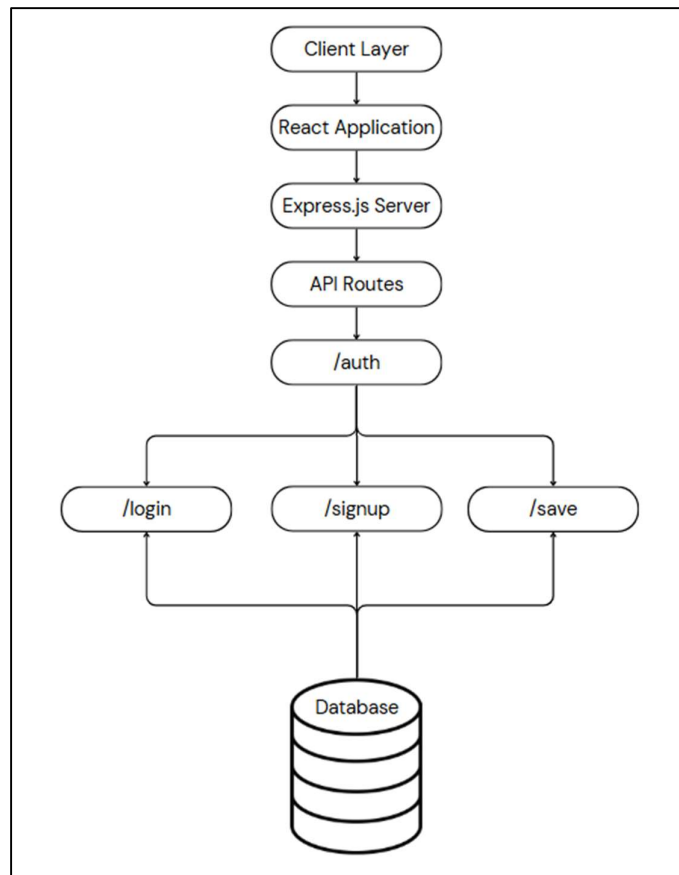 Client Layer
React Application
Express.js Server
API Routes
/auth
/login
/signup
/save
Database